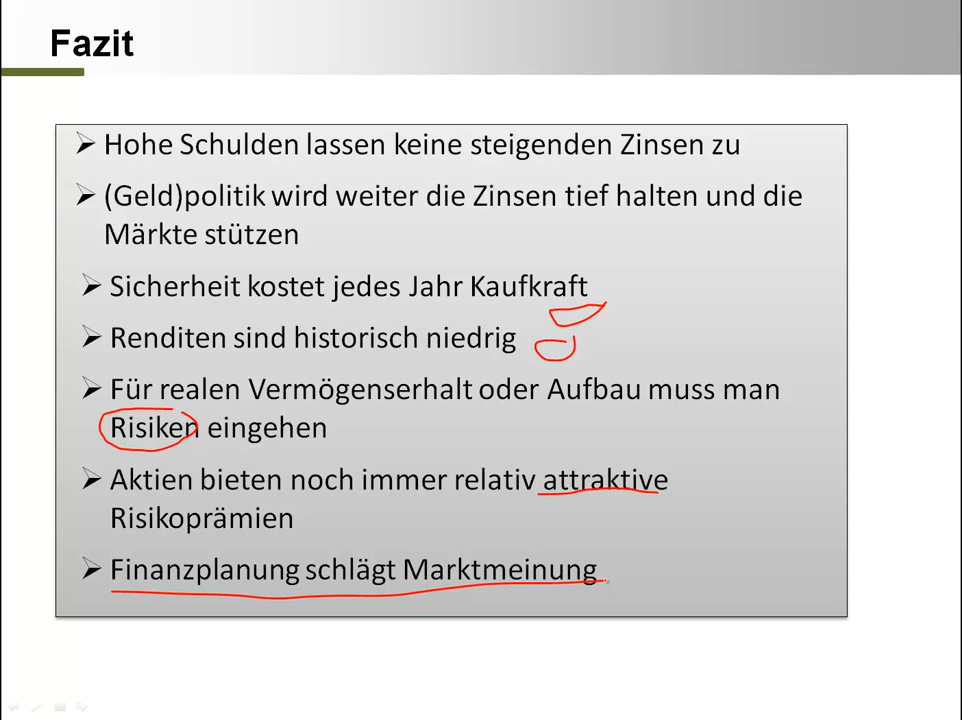 Fazit
Hohe Schulden lassen keine steigenden Zinsen zu
(Geld)politik wird weiter die Zinsen tief halten und die
Märkte stützen
Sicherheit kostet jedes Jahr Kaufkraft
Renditen sind historisch niedrig
Für realen Vermögenserhalt oder Aufbau muss man
Risiken eingehen
Aktien bieten noch immer relativ attraktive
Risikoprämien
Finanzplanung schlägt Marktmeinung